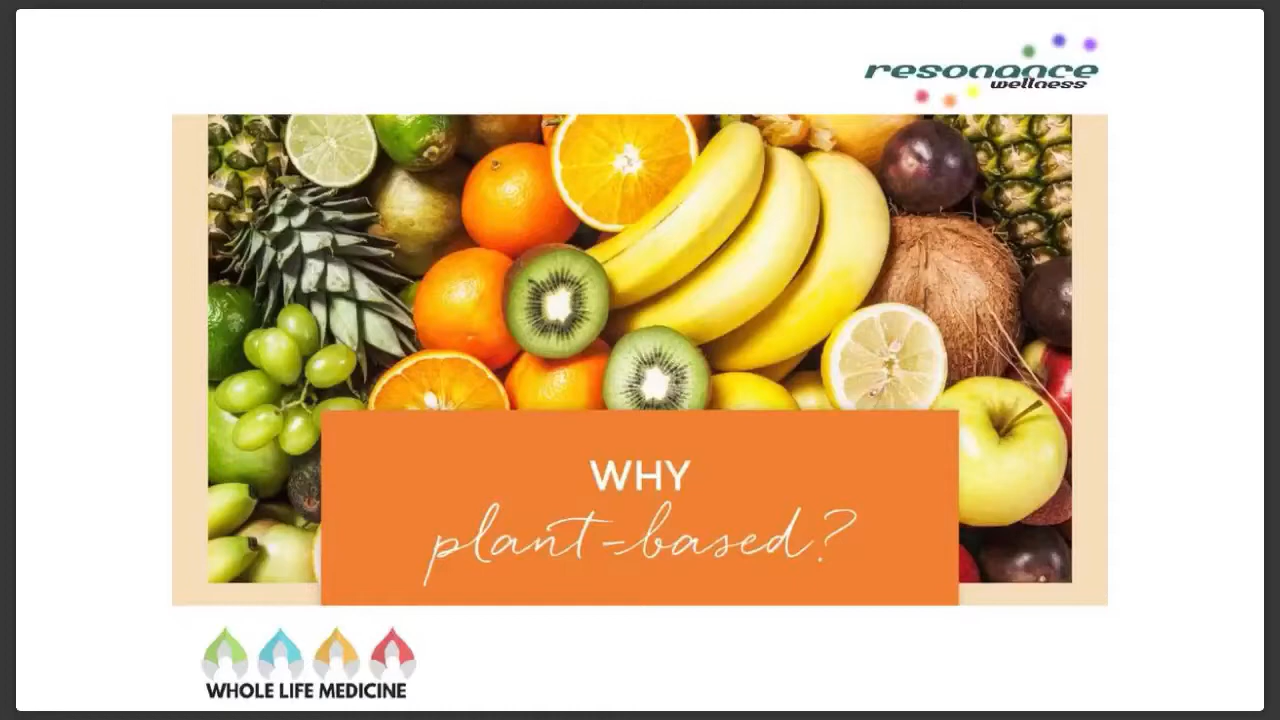 resonance
wellness
WHY
plant-based?
WHOLE LIFE MEDICINE